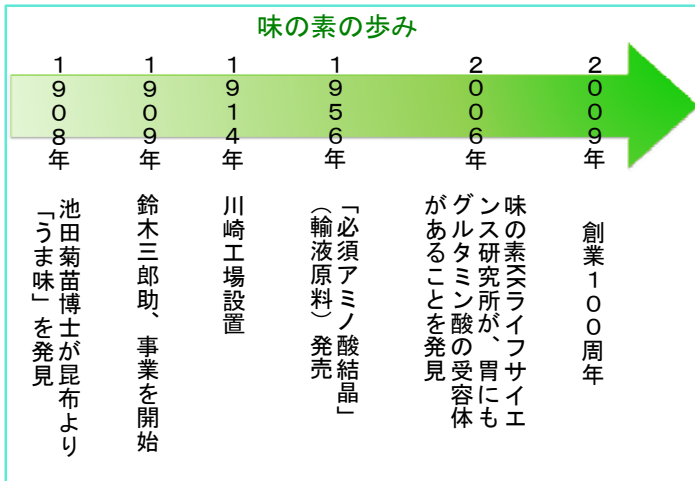 味の素の歩み
1908年
池田菊苗博士が昆布より
「うま味」を発見
1909年
鈴木三郎助、事業を開始
1914年
川崎工場設置
1956年
「必須アミノ酸結晶」
（輸液原料）発売
2006年
味の素KKライフサイエ
ンス研究所が、胃にも
グルタミン酸の受容体
があることを発見
2009年
創業100周年